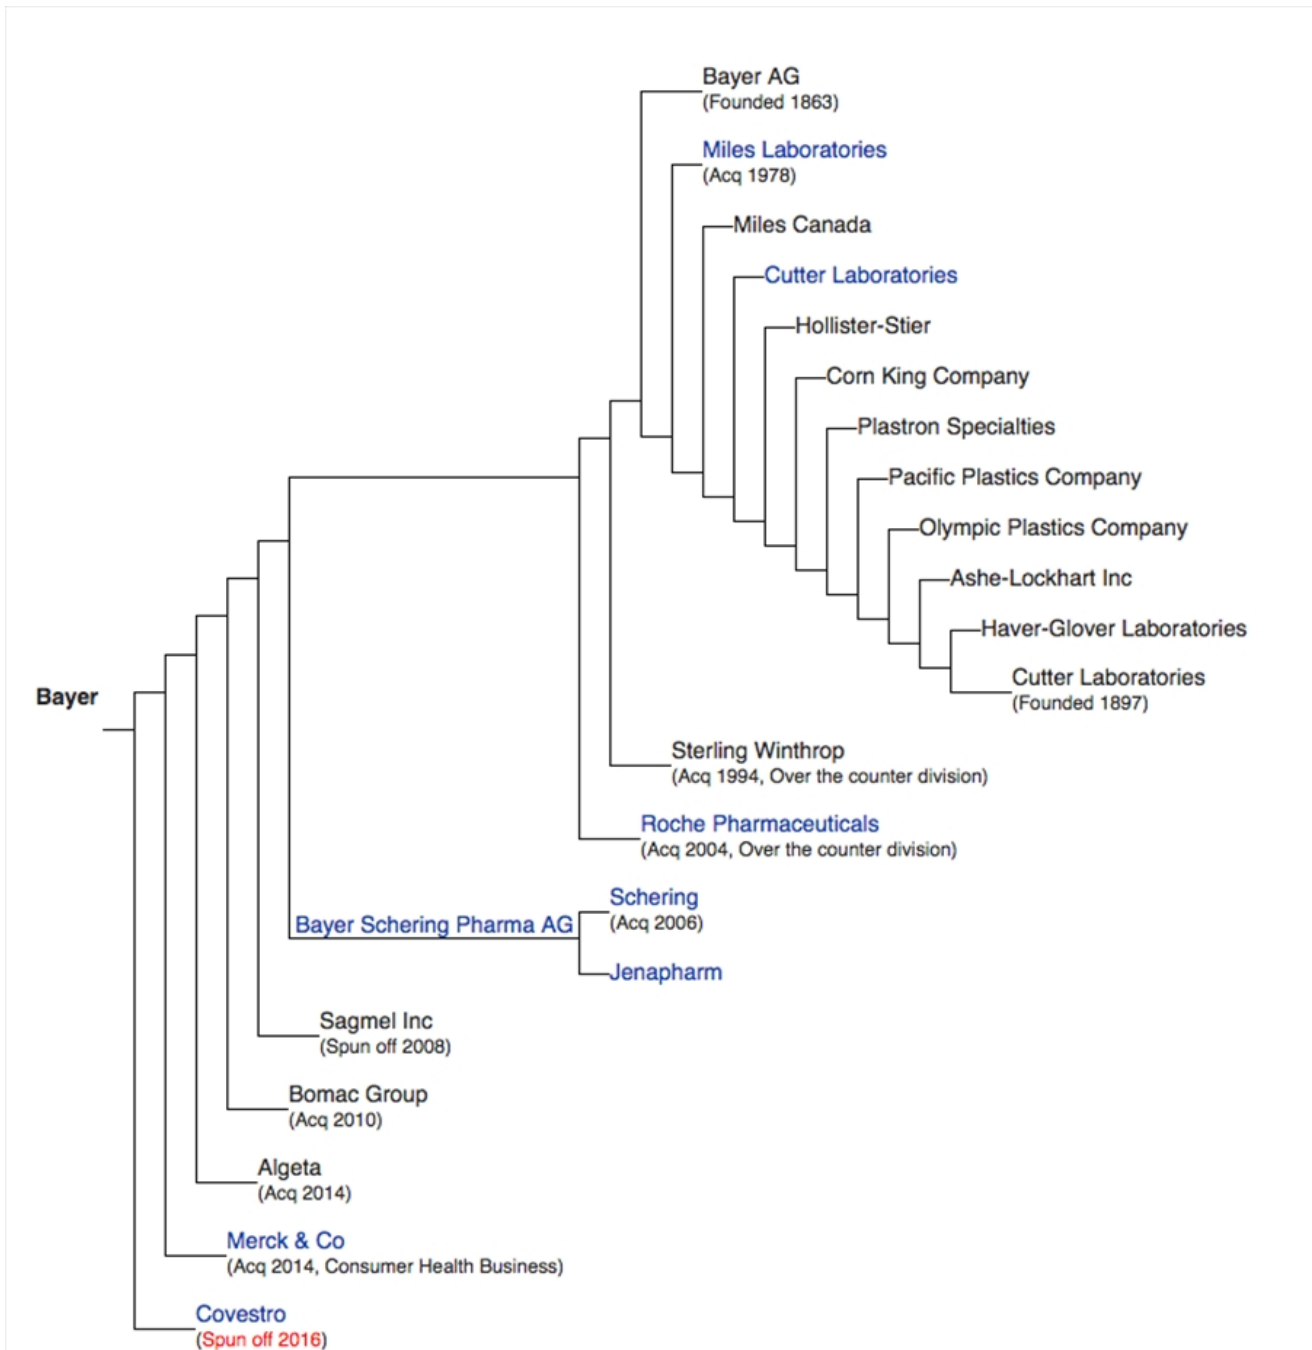 Bayer AG
(Founded 1863)
Miles Laboratories
(Acq 1978)
Miles Canada
Cutter Laboratories
Hollister-Stier
Corn King Company
Plastron Specialties
Pacific Plastics Company
Olympic Plastics Company
Ashe-Lockhart Inc
Haver-Glover Laboratories
Cutter Laboratories
(Founded 1897)
Bayer
Sterling Winthrop
(Acq 1994, Over the counter division)
Roche Pharmaceuticals
(Acq 2004, Over the counter division)
Bayer Schering Pharma AG
Schering
(Acq 2006)
Jenapharm
Sagmel Inc
(Spun off 2008)
Bomac Group
(Acq 2010)
Algeta
(Acq 2014)
Merck & Co
(Acq 2014, Consumer Health Business)
Covestro
(Spun off 2016)